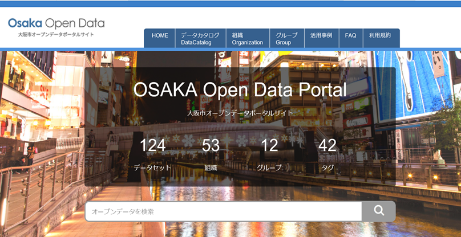 Osaka Open Data
大阪市オープンデータポータルサイト
HOME
データカタログ
DataCatalog
組織
Organization
グループ
Group
活用事例
FAQ
利用規約
OSAKA Open Data Portal
大阪市オープンデータポータルサイト
124 53 12 42
データセット 組織 グループ タグ
オープンデータを検索